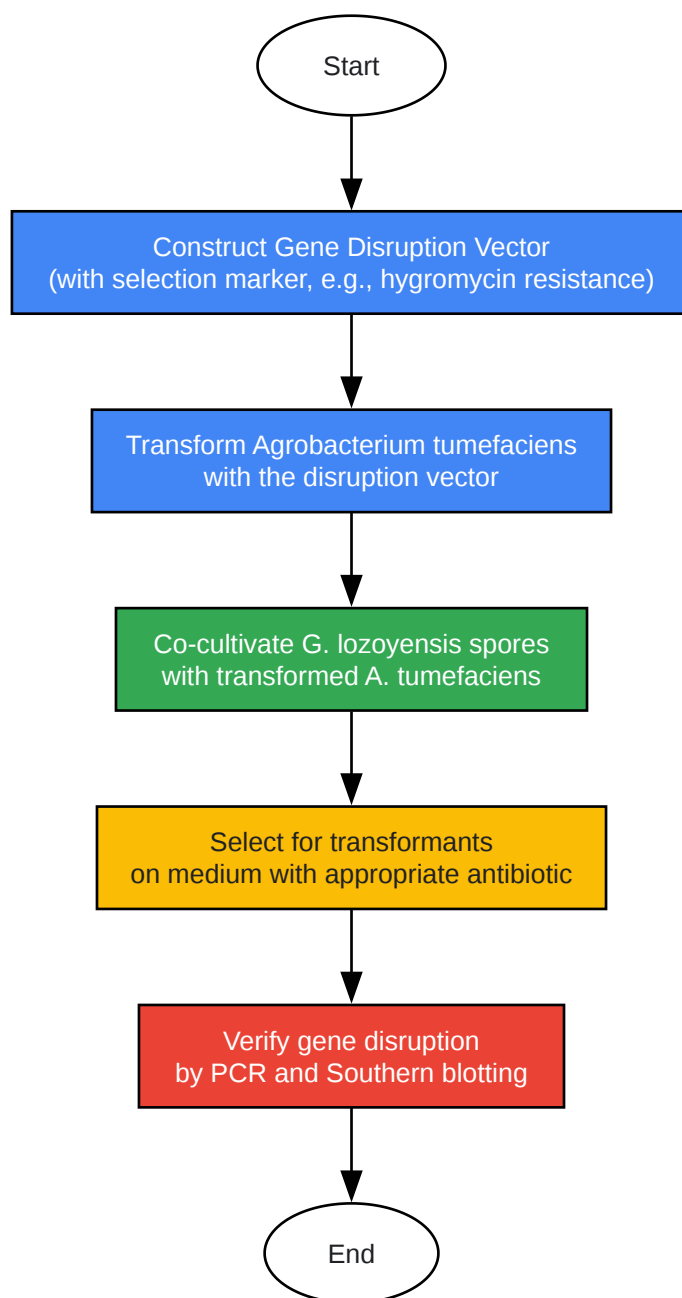 Start
Construct Gene Disruption Vector
(with selection marker, e.g., hygromycin resistance)
Transform Agrobacterium tumefaciens
with the disruption vector
Co-cultivate G. lozoyensis spores
with transformed A. tumefaciens
Select for transformants
on medium with appropriate antibiotic
Verify gene disruption
by PCR and Southern blotting
End